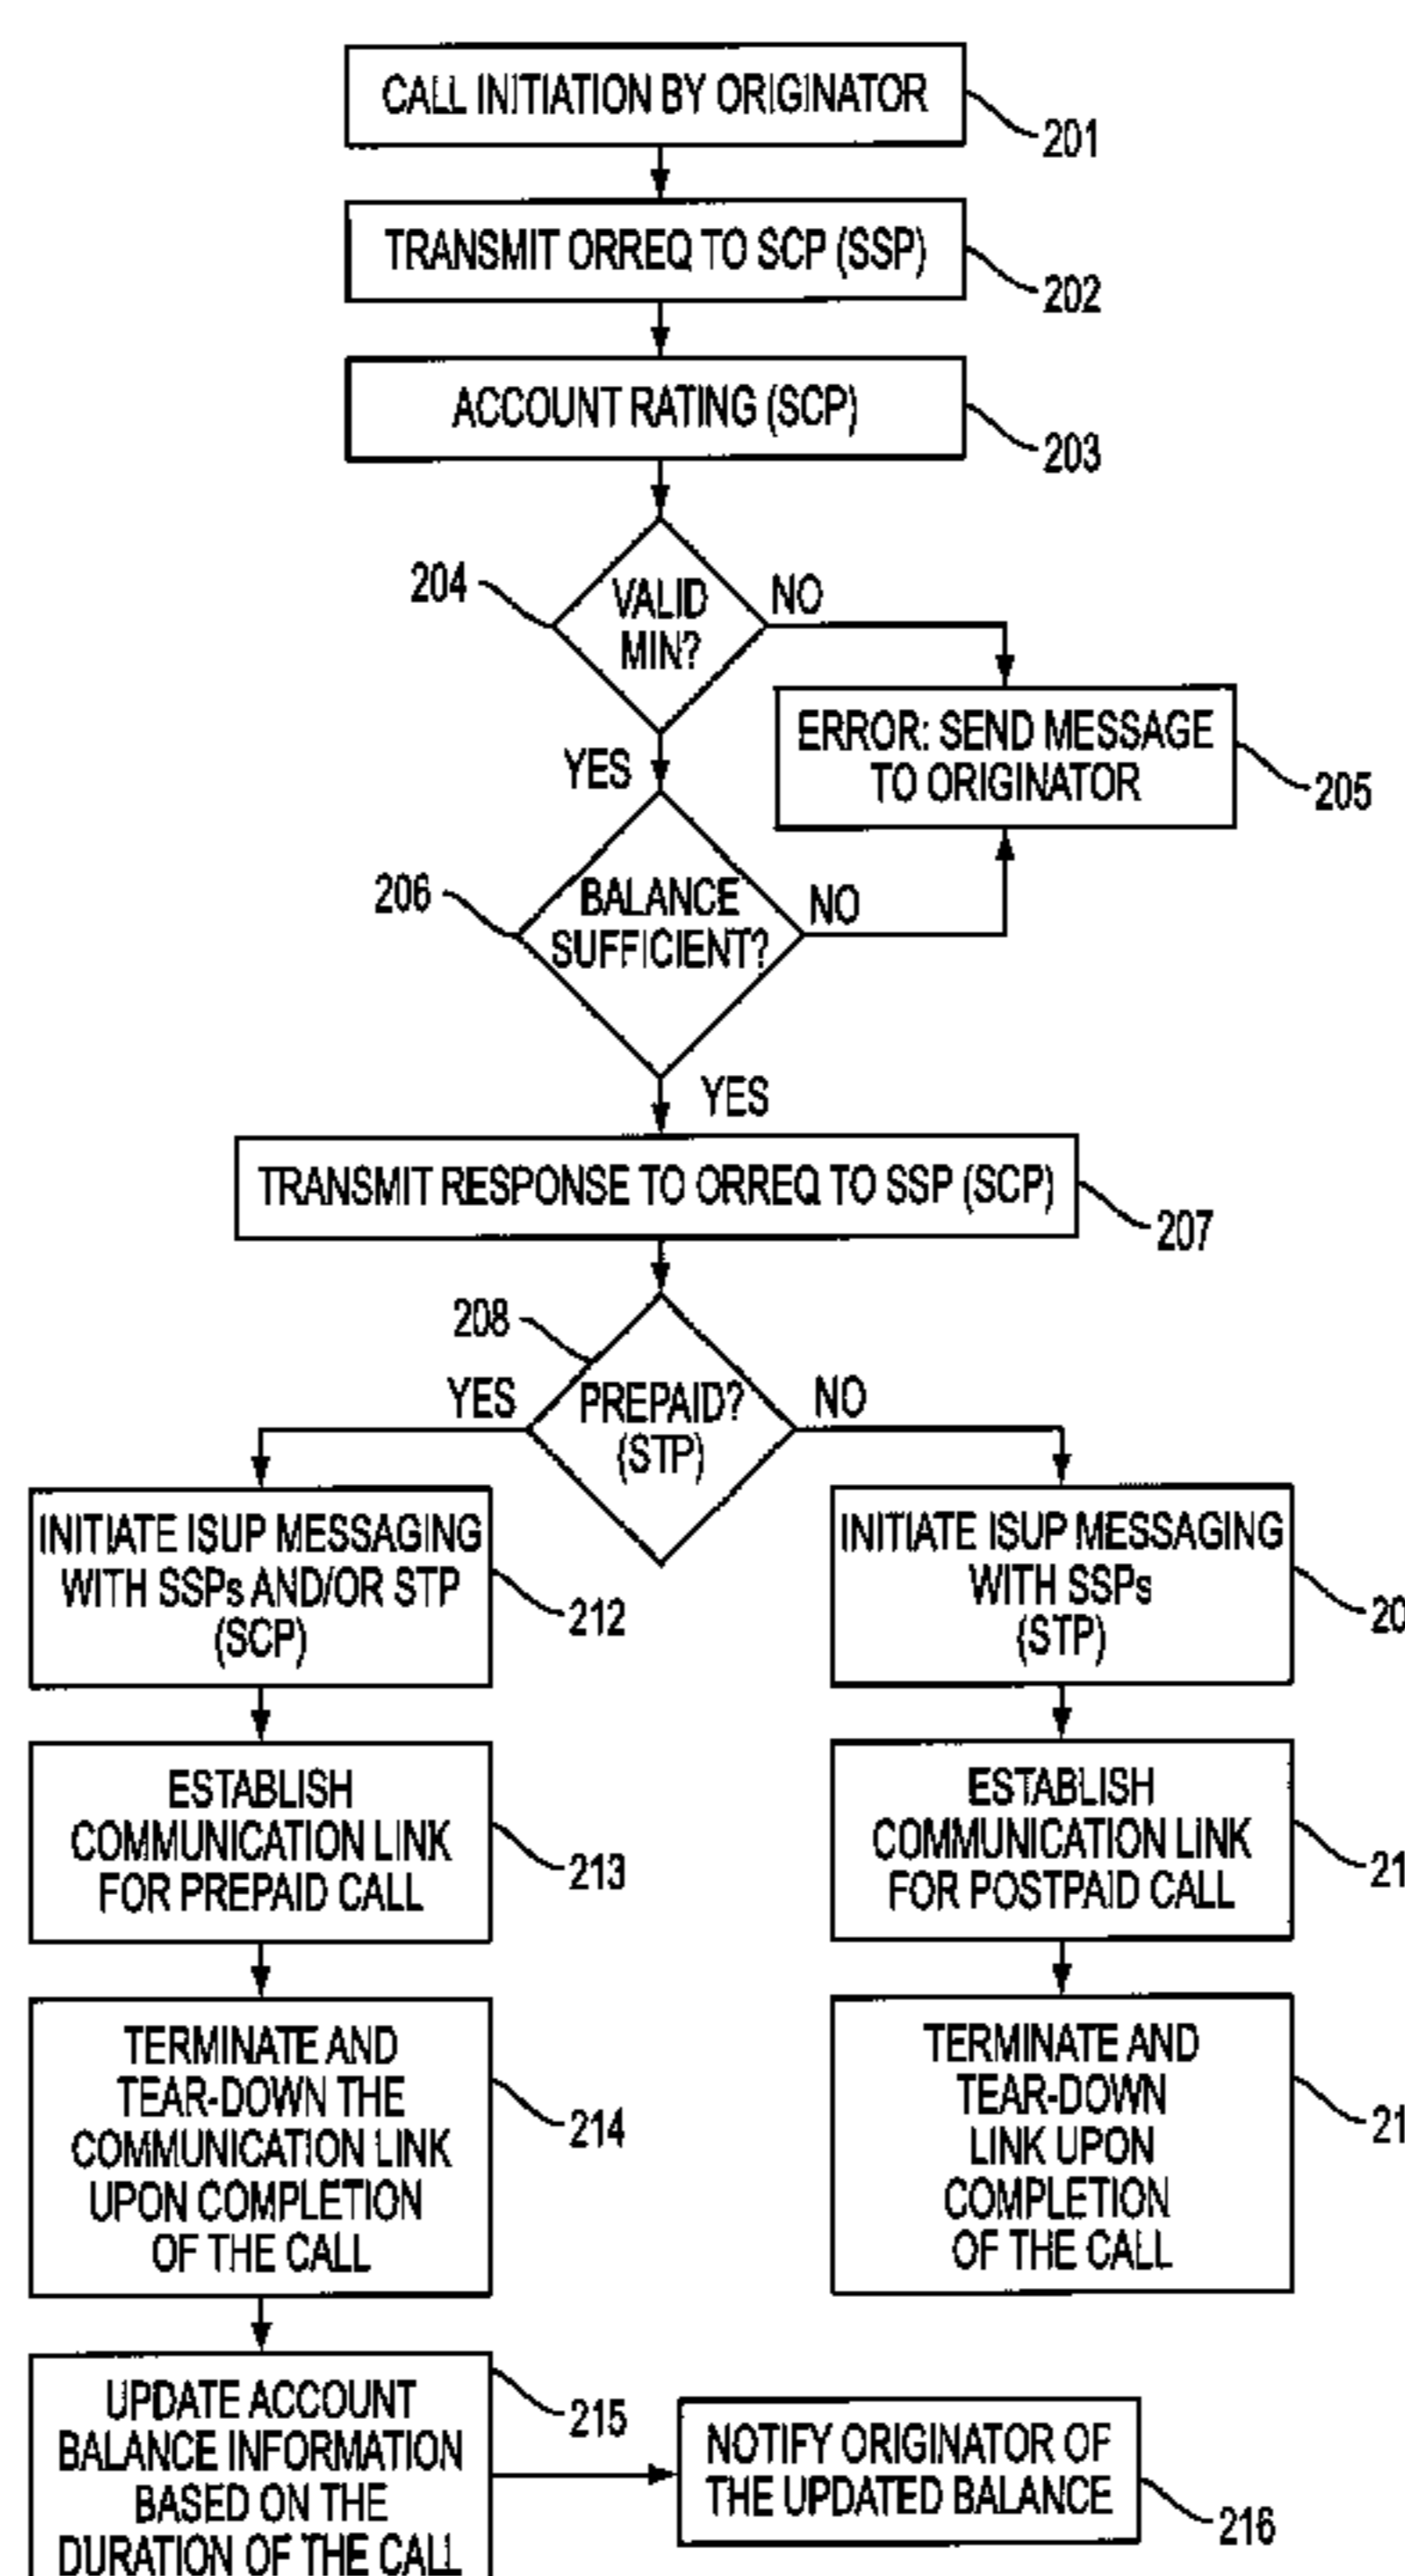 CALL INITIATION BY ORIGINATOR
201
TRANSMIT ORREQ TO SCP (SSP)
202
ACCOUNT RATING (SCP)
203
204
VALID
MIN?
NO
YES
ERROR: SEND MESSAGE
TO ORIGINATOR
205
206
BALANCE
SUFFICIENT?
NO
YES
TRANSMIT RESPONSE TO ORREQ TO SSP (SCP)
207
208
YES
PREPAID?
(STP)
NO
INITIATE ISUP MESSAGING
WITH SSPs AND/OR STP
(SCP)
212
INITIATE ISUP MESSAGING
WITH SSPs
(STP)
20
ESTABLISH
COMMUNICATION LINK
FOR PREPAID CALL
213
ESTABLISH
COMMUNICATION LINK
FOR POSTPAID CALL
21
TERMINATE AND
TEAR-DOWN THE
COMMUNICATION LINK
UPON COMPLETION
OF THE CALL
214
TERMINATE AND
TEAR-DOWN
LINK UPON
COMPLETION
OF THE CALL
21
UPDATE ACCOUNT
BALANCE INFORMATION
BASED ON THE
DURATION OF THE CALL
215
NOTIFY ORIGINATOR OF
THE UPDATED BALANCE
216